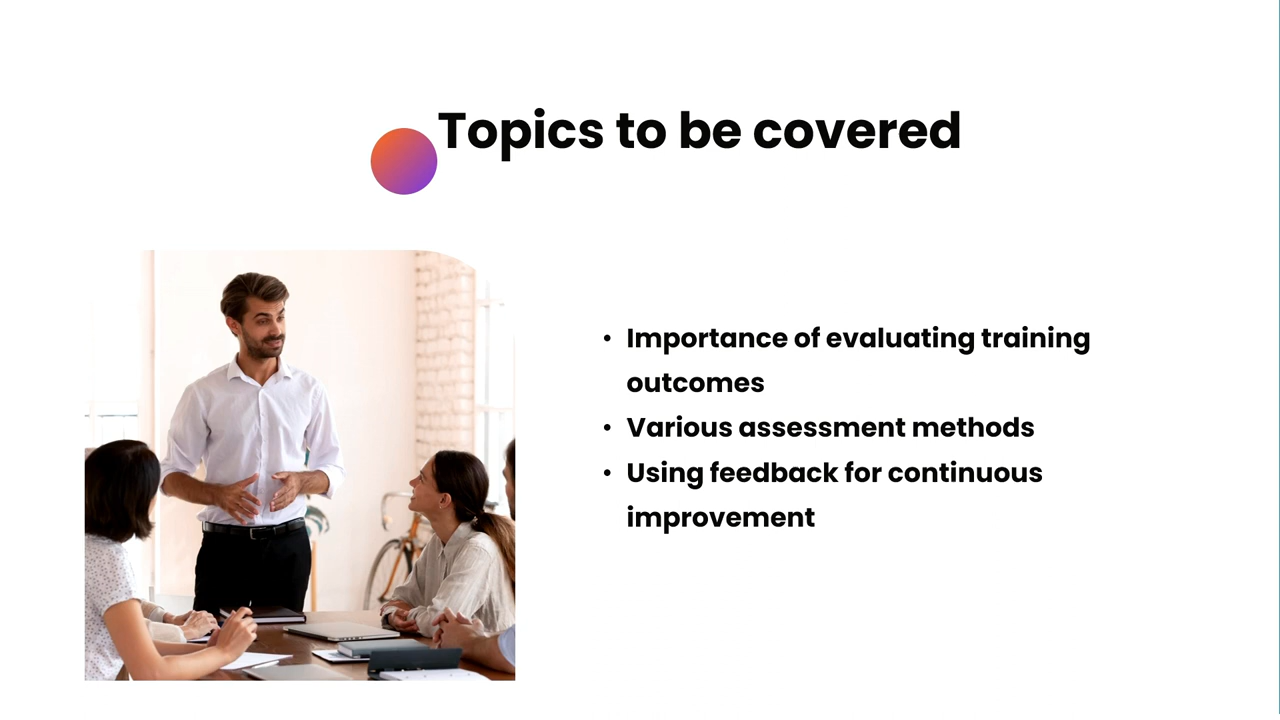 Topics to be covered
• Importance of evaluating training
outcomes
• Various assessment methods
• Using feedback for continuous
improvement